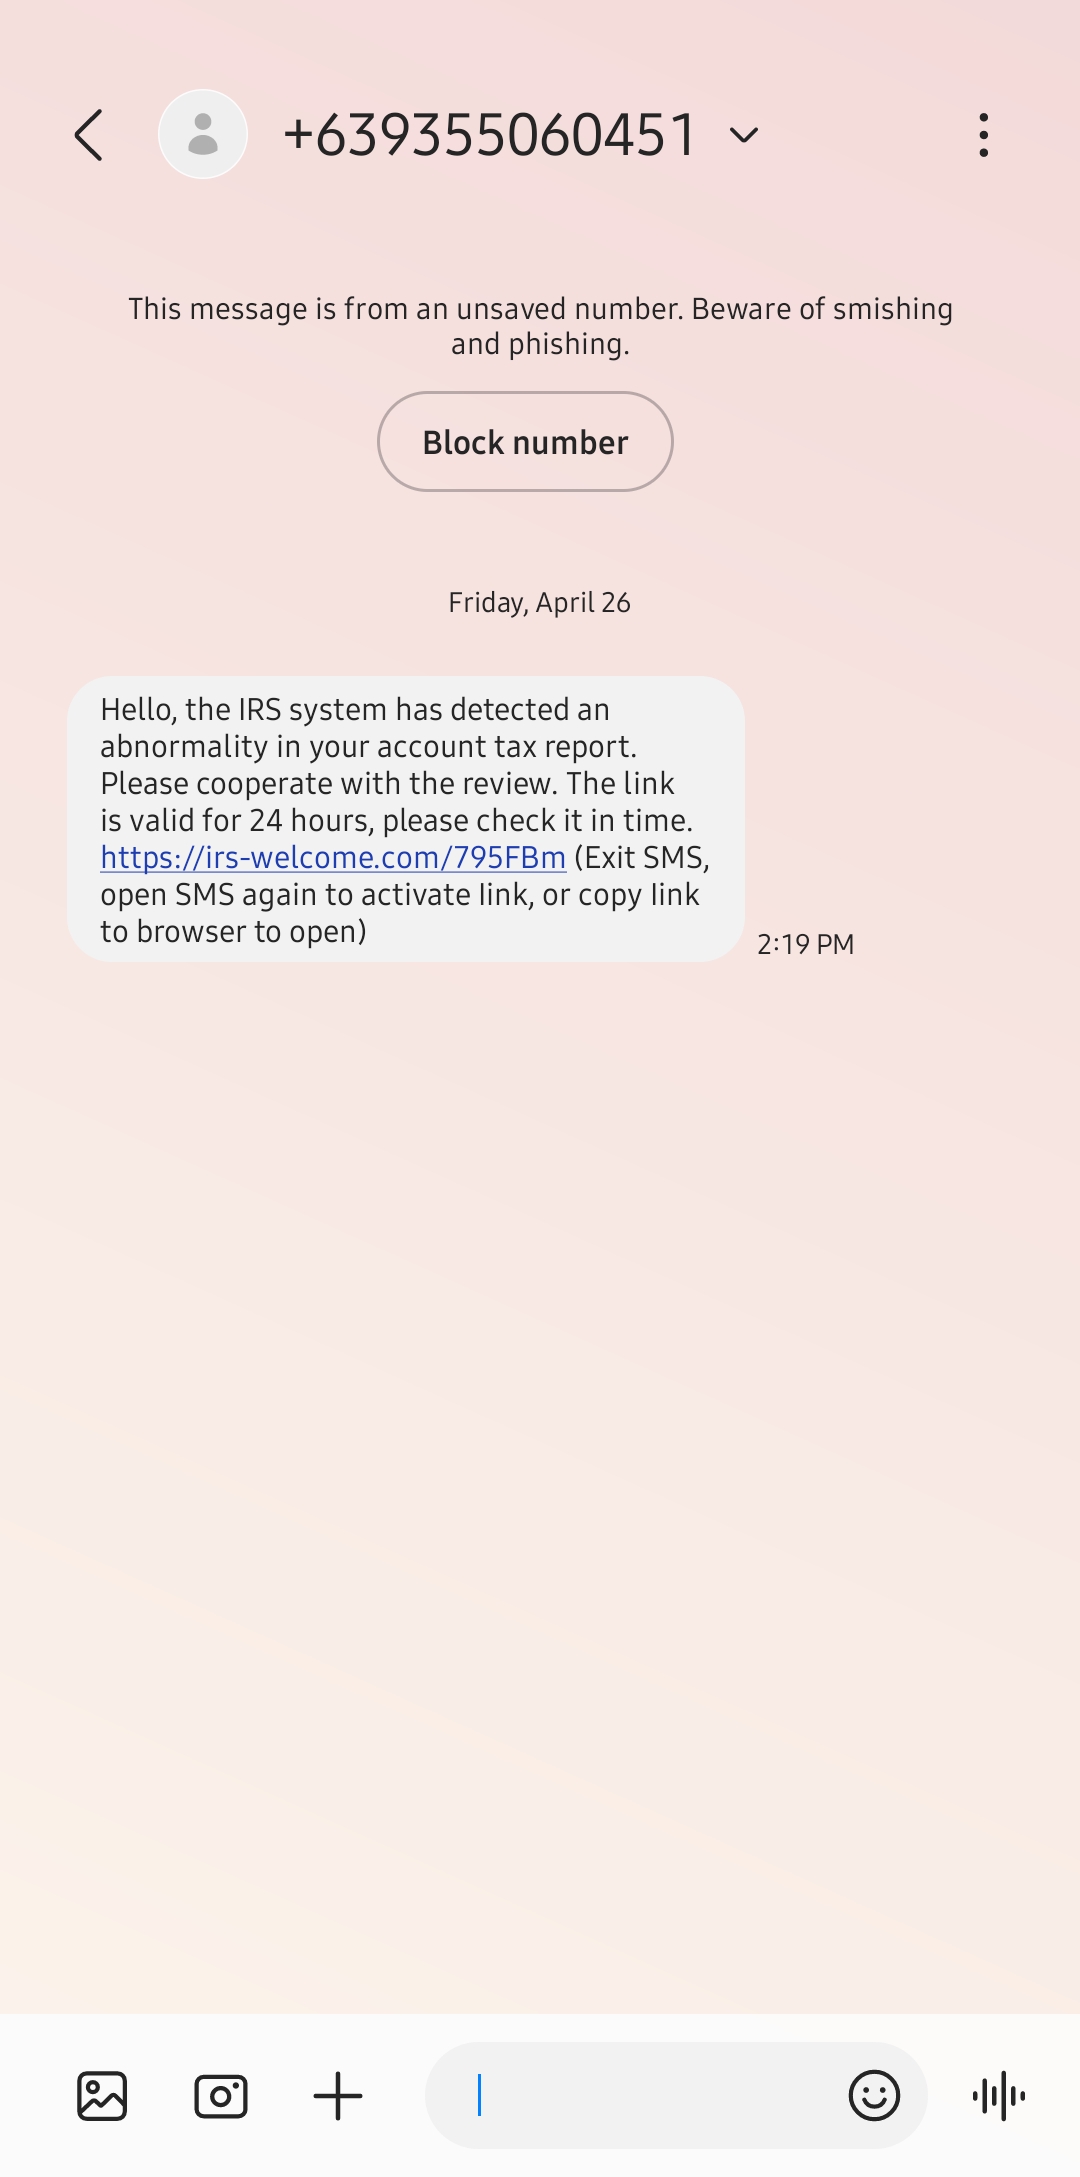 +639355060451
This message is from an unsaved number. Beware of smishing
and phishing.
Block number
Friday, April 26
Hello, the IRS system has detected an
abnormality in your account tax report.
Please cooperate with the review. The link
is valid for 24 hours, please check it in time.
https://irs-welcome.com/795FBm (Exit SMS,
open SMS again to activate Iink, or copy Iink
to browser to open)
2:19 PM